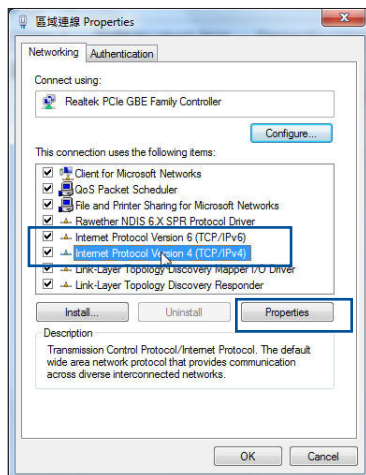 區域連線 Properties
Networking
Authentication
Connect using:
Realtek PCIe GBE Family Controller
Configure...
This connection uses the following items:
Client for Microsoft Networks
QoS Packet Scheduler
File and Printer Sharing for Microsoft Networks
Rawether NDIS 6.X SPR Protocol Driver
Internet Protocol Version 6 (TCP/IPv6)
Internet Protocol Version 4 (TCP/IPv4)
Link-Layer Topology Discovery Mapper I/O Driver
Link-Layer Topology Discovery Responder
Install...
Uninstall
Properties
Description
Transmission Control Protocol/Internet Protocol. The default
wide area network protocol that provides communication
across diverse interconnected networks.
OK
Cancel